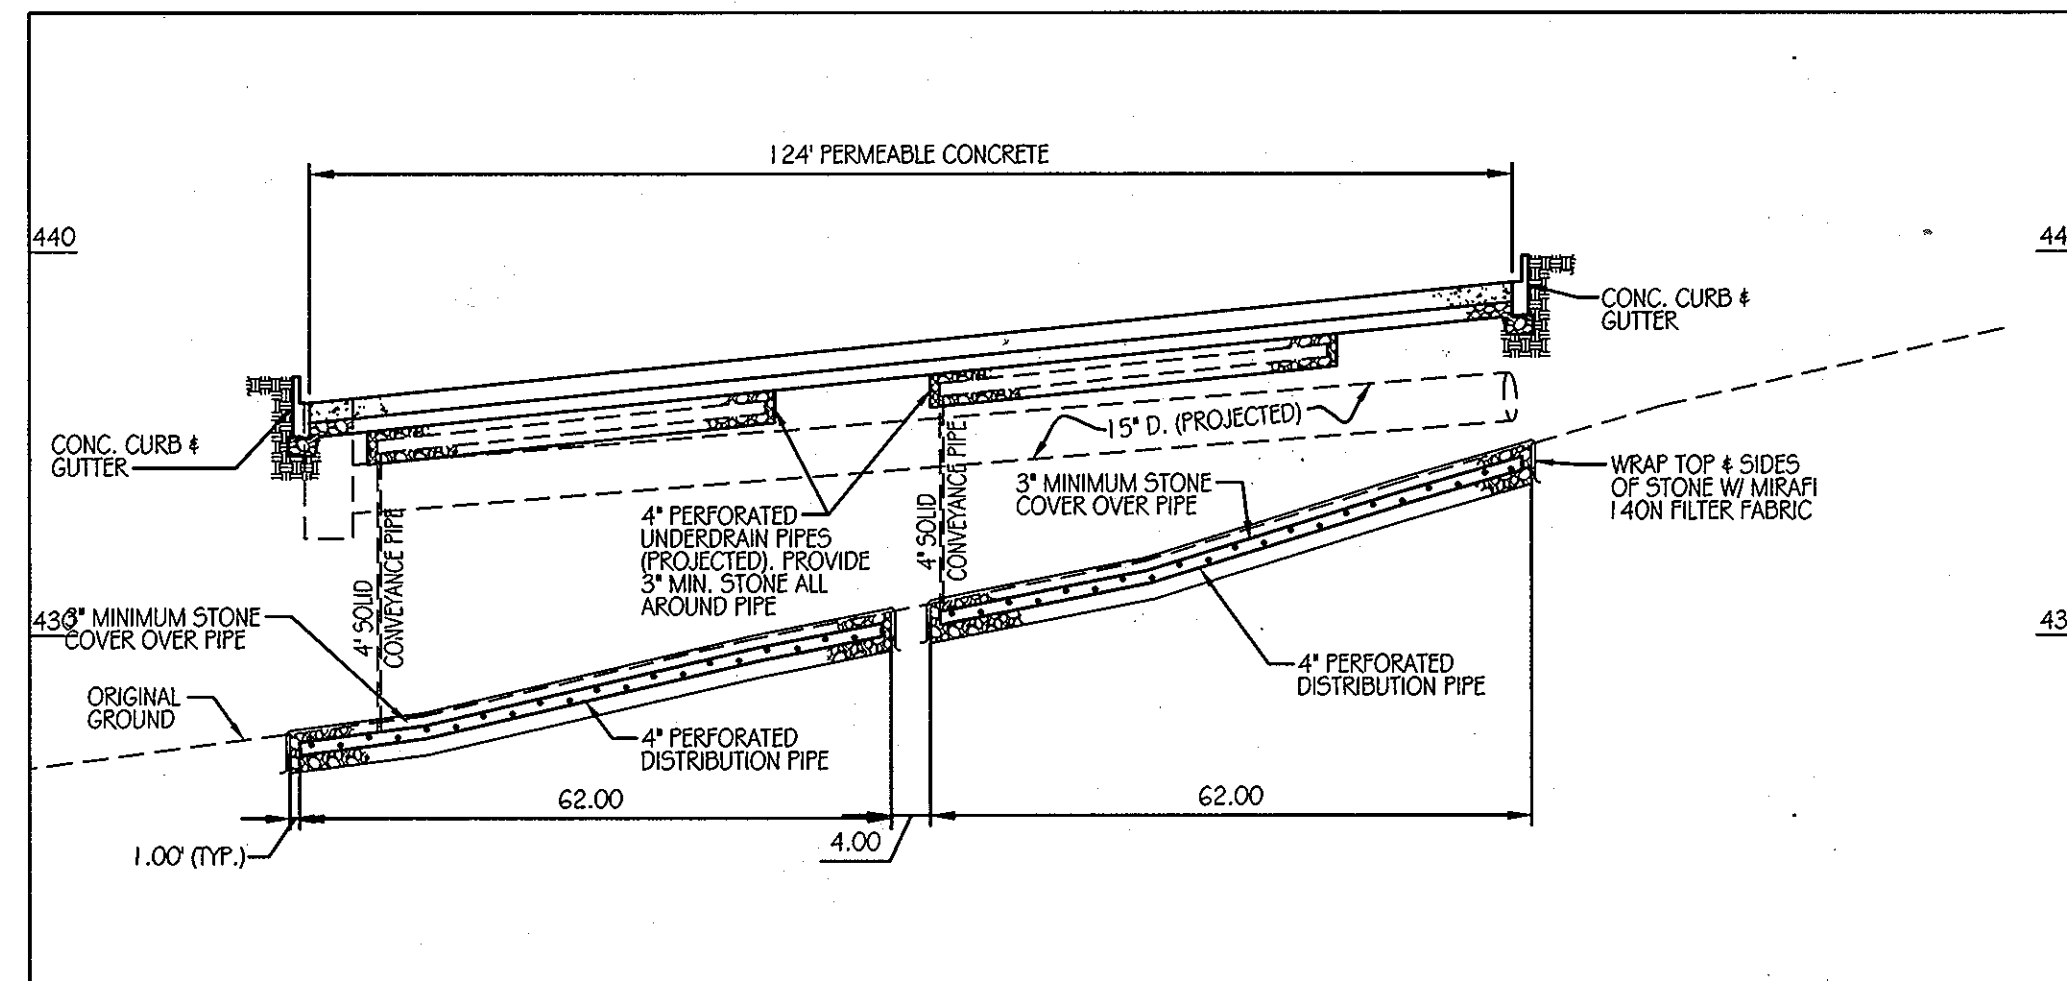 124' PERMEABLE CONCRETE
440
44
CONC. CURB &
GUTTER
CONC. CURB &
GUTTER
15" D. (PROJECTED)
WRAP TOP & SIDES
OF STONE W/ MIRAFI
140N FILTER FABRIC
3" MINIMUM STONE
COVER OVER PIPE
4" PERFORATED
UNDERDRAIN PIPES
(PROJECTED). PROVIDE
3" MIN. STONE ALL
AROUND PIPE
4" SOLID
CONVEYANCE PIPE
4" SOLID
CONVEYANCE PIPE
430
43
3" MINIMUM STONE
COVER OVER PIPE
ORIGINAL
GROUND
4" PERFORATED
DISTRIBUTION PIPE
4" PERFORATED
DISTRIBUTION PIPE
62.00
62.00
4.00
1.00' (TYP.)